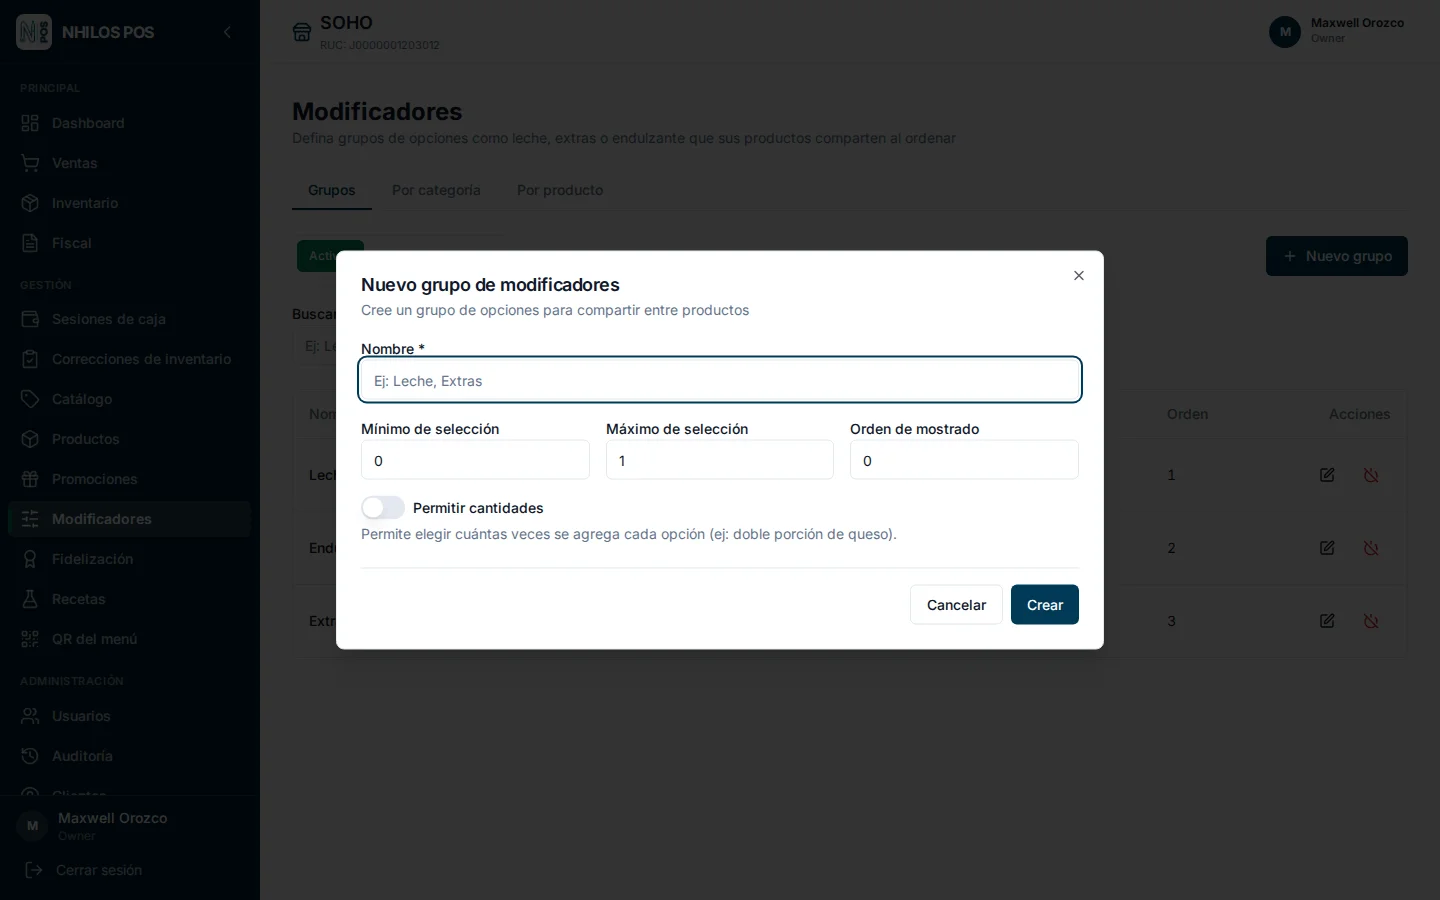 NHILOS POS
PRINCIPAL
Dashboard
Ventas
Inventario
Fiscal
GESTIÓN
Sesiones de caja
Correcciones de inventario
Catálogo
Productos
Promociones
Modificadores
Fidelización
Recetas
QR del menú
ADMINISTRACIÓN
Usuarios
Auditoría
Clientes
M
Maxwell Orozco
Owner
Cerrar sesión
SOHO
RUC: J0000001203012
M
Maxwell Orozco
Owner
Modificadores
Defina grupos de opciones como leche, extras o endulzante que sus productos comparten al ordenar
Grupos Por categoría Por producto
Nuevo grupo
Orden Acciones
1
2
3
Nuevo grupo de modificadores
Cree un grupo de opciones para compartir entre productos
Nombre *
Ej: Leche, Extras
Mínimo de selección Máximo de selección Orden de mostrado
0 1 0
Permitir cantidades
Permite elegir cuántas veces se agrega cada opción (ej: doble porción de queso).
Cancelar Crear